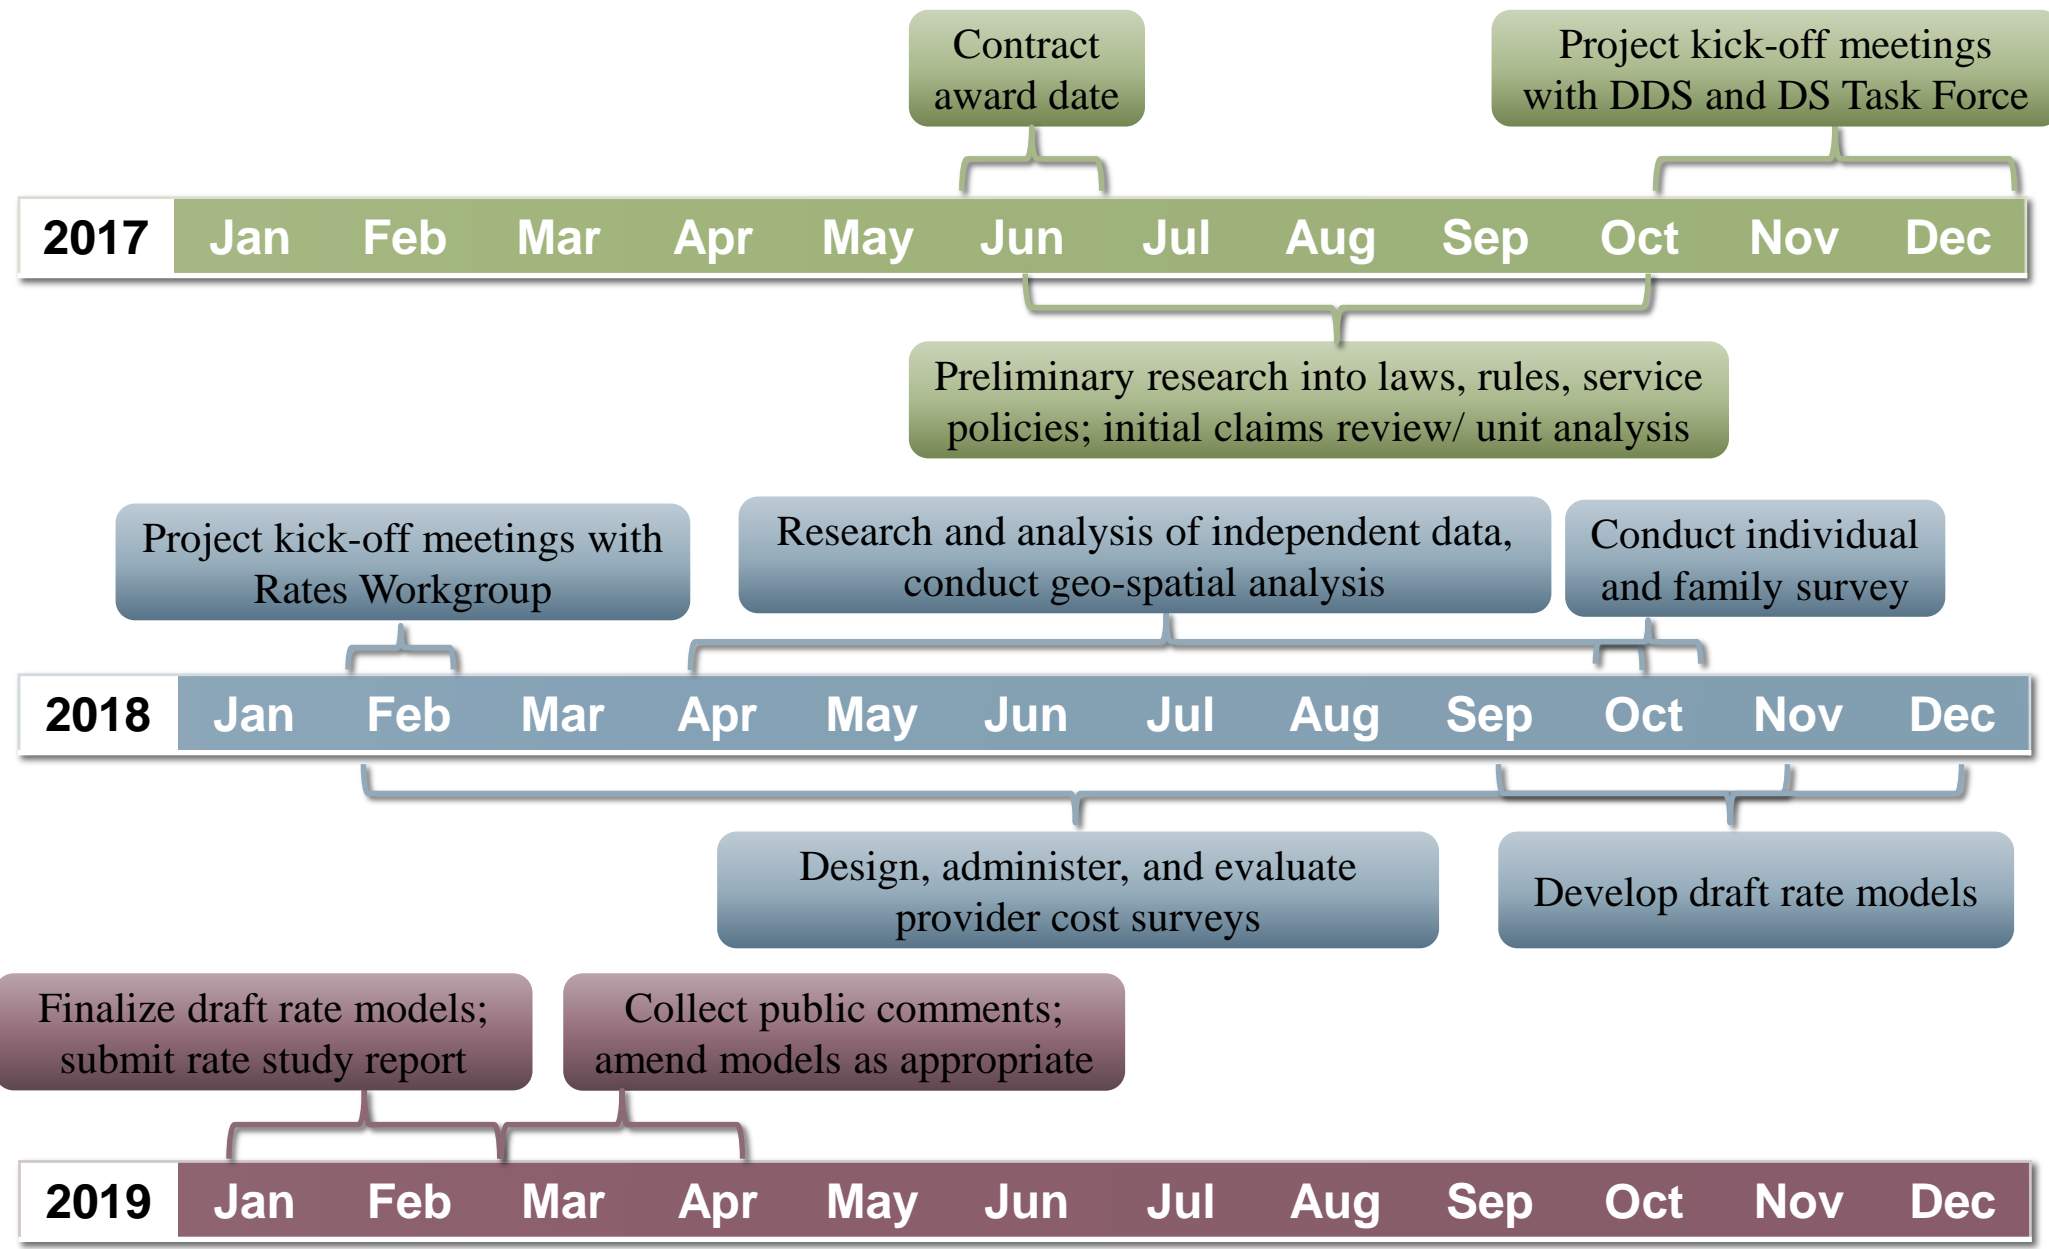 Contract
award date
Project kick-off meetings
with DDS and DS Task Force
2017 Jan Feb Mar Apr May Jun Jul Aug Sep Oct Nov Dec
Preliminary research into laws, rules, service
policies; initial claims review/ unit analysis
Project kick-off meetings with
Rates Workgroup
Research and analysis of independent data,
conduct geo-spatial analysis
Conduct individual
and family survey
2018 Jan Feb Mar Apr May Jun Jul Aug Sep Oct Nov Dec
Design, administer, and evaluate
provider cost surveys
Develop draft rate models
Finalize draft rate models;
submit rate study report
Collect public comments;
amend models as appropriate
2019 Jan Feb Mar Apr May Jun Jul Aug Sep Oct Nov Dec